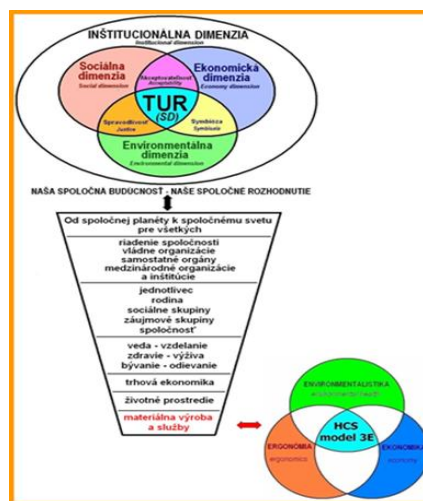 INŠTITUCIONÁLNA DIMENZIA
Institutional dimension
Sociálna
dimenzia
Social dimension
Akceptovateľnosť
Acceptability
Ekonomická
dimenzia
Economy dimension
TUR
(SD)
Spravodlivosť
Justice
Symbióza
Symbiosis
Environmentálna
dimenzia
Environmental dimension
NAŠA SPOLOČNÁ BUDÚCNOSŤ - NAŠE SPOLOČNÉ ROZHODNUTIE
Od spoločnej planéty k spoločnému svetu
pre všetkých
riadenie spoločnosti
vládne organizácie
samostatné orgány
medzinárodné organizácie
a inštitúcie
jednotlivec
rodina
sociálne skupiny
záujmové skupiny
spoločnosť
veda - vzdelanie
zdravie - výživa
bývanie - odievanie
trhová ekonomika
životné prostredie
materiálna výroba
a služby
ENVIRONMENTALISTIKA
HCS
model 3E
ERGONÓMIA
ergonomics
EKONOMIKA
economy